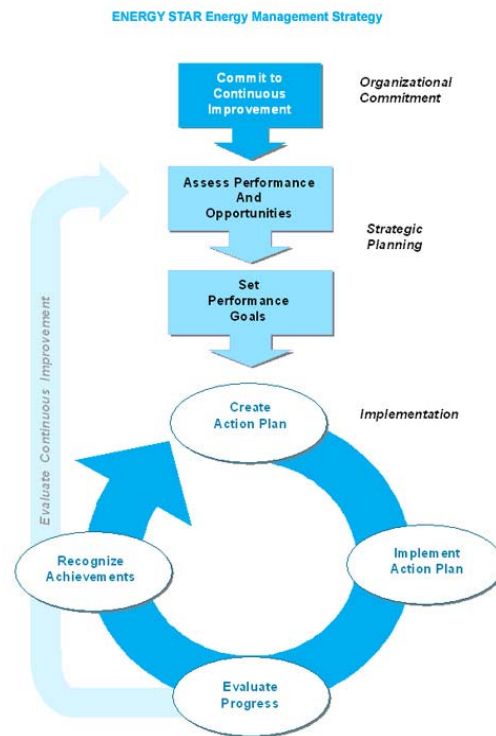 ENERGY STAR Energy Management Strategy
Commit to
Continuous
Improvement
Organizational
Commitment
Assess Performance
And
Opportunities
Strategic
Planning
Set
Performance
Goals
Evaluate Continuous Improvement
Create
Action Plan
Implementation
Recognize
Achievements
Implement
Action Plan
Evaluate
Progress